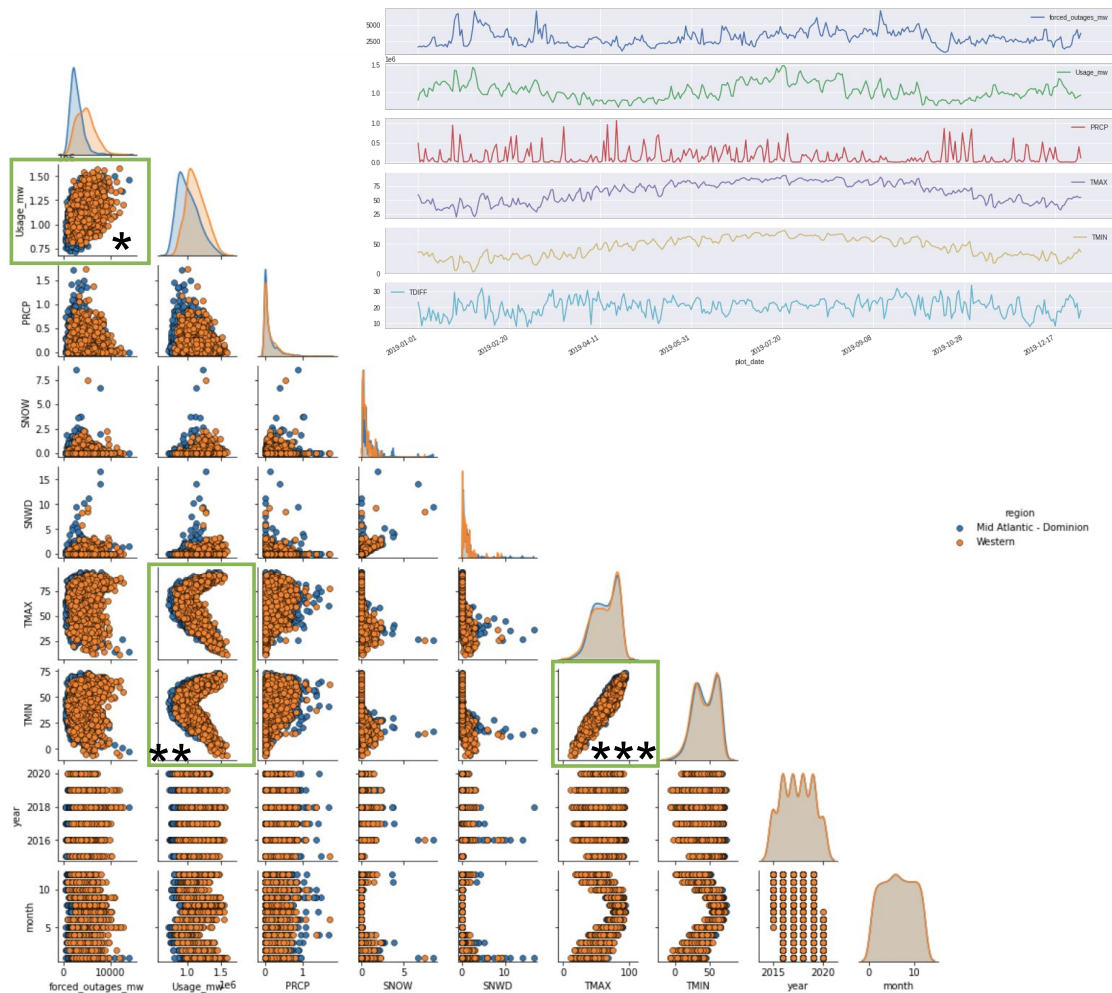 forced_outages_mw
5000
2500
1e6
1.5
Usage_mw
1.0
1.0
PRCP
0.5
0.0
75
TMAX
50
25
TMIN
50
0
30
TDIFF
20
10
2019-01-01 2019-02-20 2019-04-11 2019-05-31 2019-07-20 2019-09-08 2019-10-28 2019-12-17
plot_date
Usage_mw
1.50
1.25
1.00
0.75
*
PRCP
1.5
1.0
0.5
0.0
SNOW
7.5
5.0
2.5
0.0
SNWD
15
10
5
0
region
Mid Atlantic - Dominion
Western
TMAX
75
50
25
TMIN
75
50
25
0
**
***
year
2020
2018
2016
month
10
5
0 10000 1.0 1.5 0 1 0 5 0 10 0 100 0 50 2015 2020 0 10
forced_outages_mw Usage_mw 1e6 PRCP SNOW SNWD TMAX TMIN year month